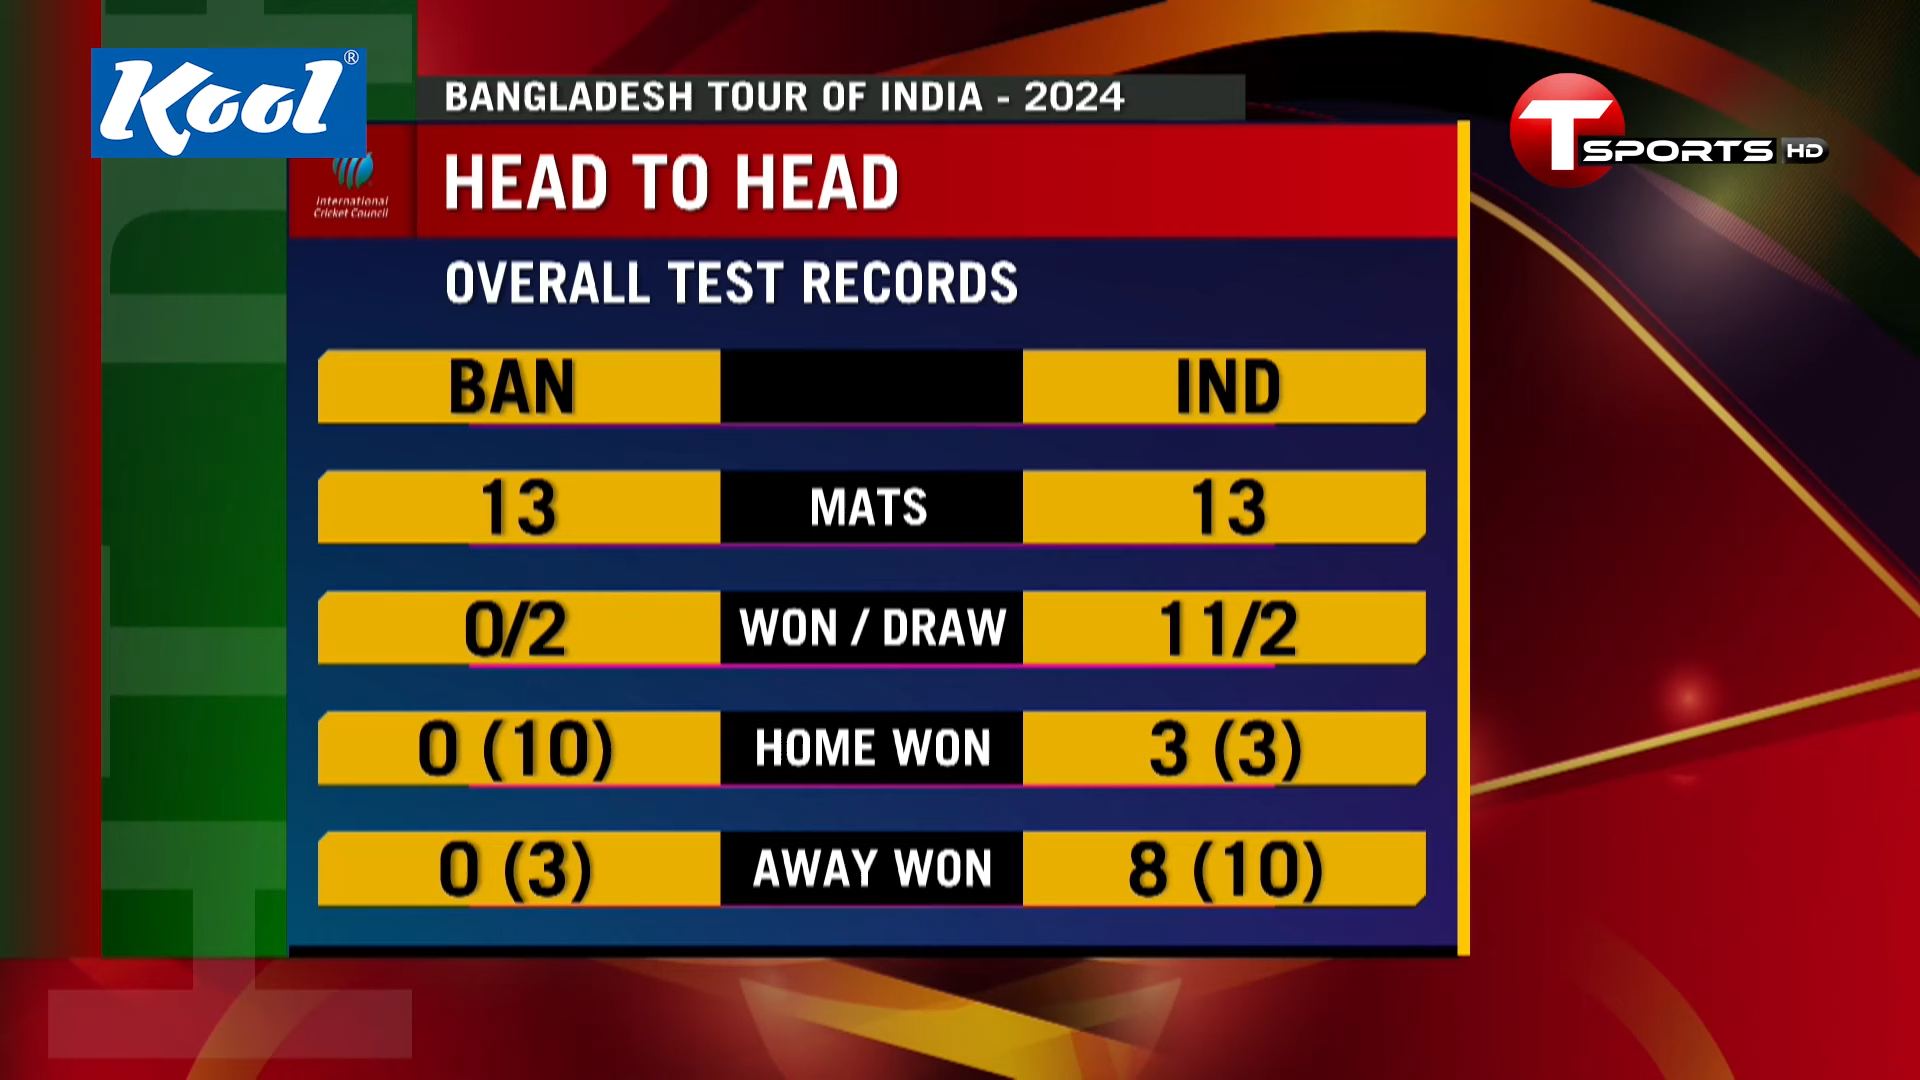 Kool®
BANGLADESH TOUR OF INDIA - 2024
T SPORTS HD
International
Cricket Council
HEAD TO HEAD
OVERALL TEST RECORDS
BAN IND
13 MATS 13
0/2 WON / DRAW 11/2
0 (10) HOME WON 3 (3)
0 (3) AWAY WON 8 (10)